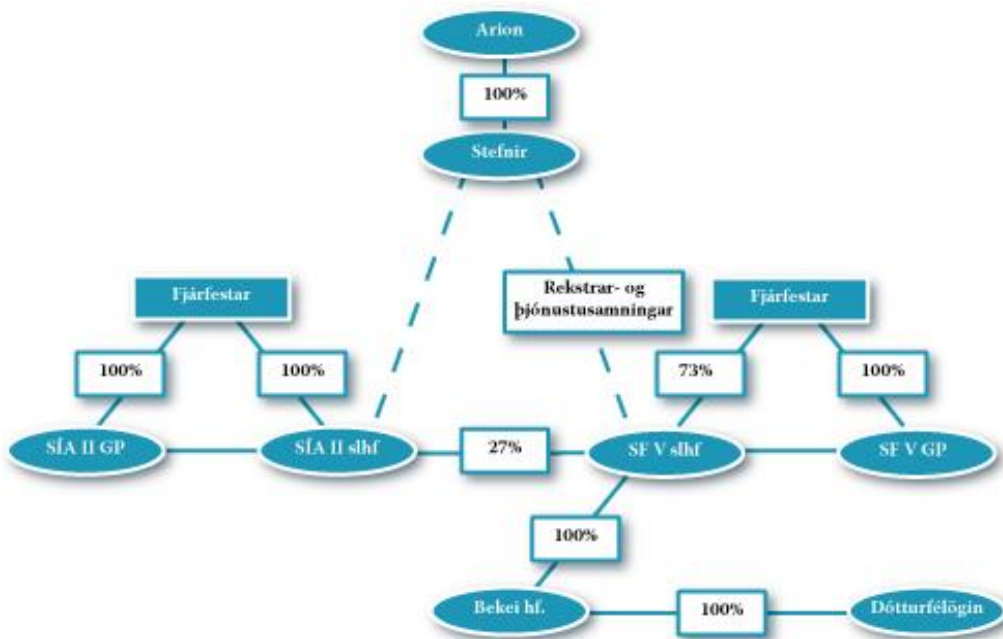 Arion
100%
Stefnir
Rekstrar- og
þjónustusamningar
Fjárfestar
Fjárfestar
100%
100%
73%
100%
SÍA II GP
SÍA II slhf
27%
SF V slhf
SF V GP
100%
Bekei hf.
100%
Dótturfélögin